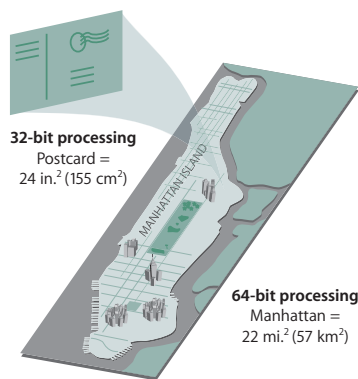 32-bit processing
Postcard =
24 in.² (155 cm²)
MANHATTAN ISLAND
64-bit processing
Manhattan =
22 mi.² (57 km²)